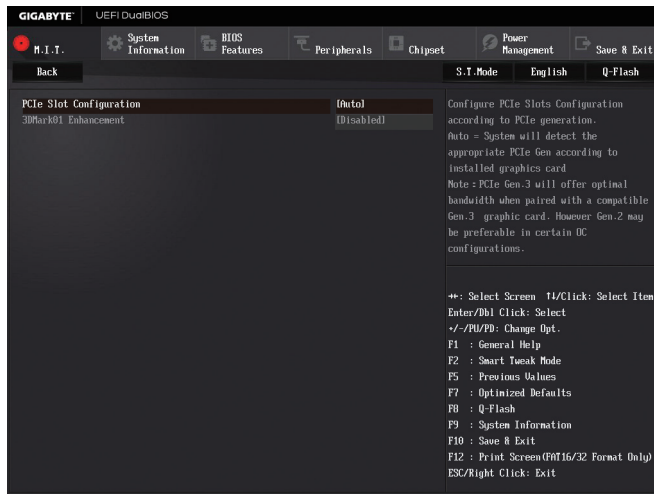 GIGABYTE™ UEFI DualBIOS
M.I.T. System Information BIOS Features Peripherals Chipset Power Management Save & Exit
Back S.T.Mode English Q-Flash
PCIe Slot Configuration [Auto]
3DMark01 Enhancement [Disabled]
Configure PCIe Slots Configuration
according to PCIe generation.
Auto = System will detect the
appropriate PCIe Gen according to
installed graphics card
Note : PCIe Gen.3 will offer optimal
bandwidth when paired with a compatible
Gen.3 graphic card. However Gen.2 may
be preferable in certain OC
configurations.
→←: Select Screen ↑↓/Click: Select Item
Enter/Dbl Click: Select
+/-/PU/PD: Change Opt.
F1 : General Help
F2 : Smart Tweak Mode
F5 : Previous Values
F7 : Optimized Defaults
F8 : Q-Flash
F9 : System Information
F10 : Save & Exit
F12 : Print Screen(FAT16/32 Format Only)
ESC/Right Click: Exit